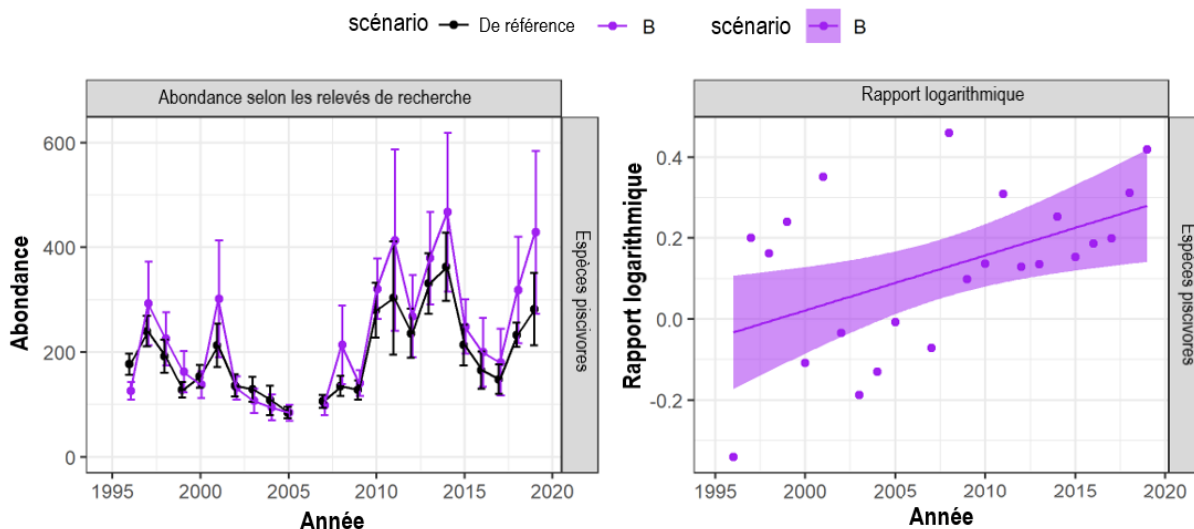 scénario De référence B scénario B
Abondance selon les relevés de recherche
Rapport logarithmique
Abondance
600
400
200
0
1995 2000 2005 2010 2015 2020
Année
Espèces piscivores
Rapport logarithmique
0.4
0.2
0.0
-0.2
1995 2000 2005 2010 2015 2020
Année
Espèces piscivores